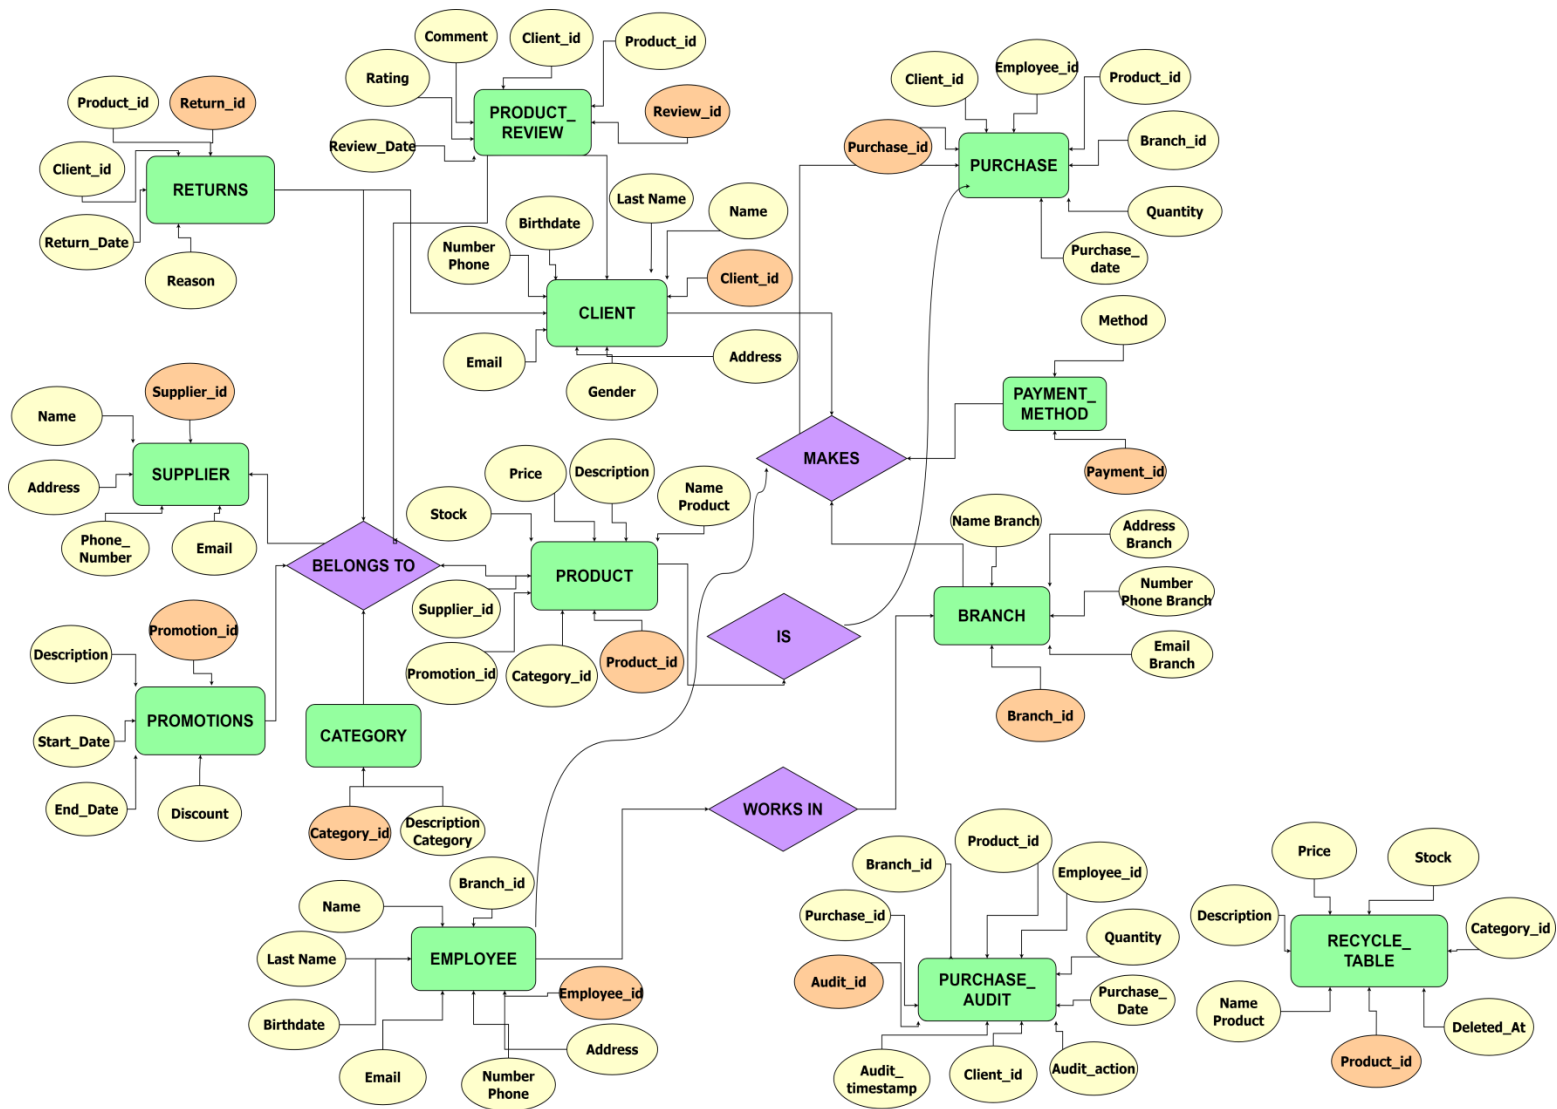 Comment
Client_id
Product_id
Rating
Review_id
Review_Date
PRODUCT_
REVIEW
Product_id
Return_id
Client_id
RETURNS
Return_Date
Reason
Client_id
Employee_id
Product_id
Purchase_id
Branch_id
PURCHASE
Quantity
Purchase_
date
Last Name
Birthdate
Name
Number
Phone
Client_id
CLIENT
Email
Address
Gender
Method
PAYMENT_
METHOD
Payment_id
MAKES
Supplier_id
Name
SUPPLIER
Address
Phone_
Number
Email
Price
Description
Name
Product
Stock
PRODUCT
Supplier_id
Promotion_id
Category_id
Product_id
BELONGS TO
IS
Name Branch
Address
Branch
Number
Phone Branch
BRANCH
Email
Branch
Branch_id
Promotion_id
Description
PROMOTIONS
Start_Date
End_Date
Discount
CATEGORY
Category_id
Description
Category
WORKS IN
Branch_id
Name
Last Name
EMPLOYEE
Employee_id
Birthdate
Address
Email
Number
Phone
Product_id
Branch_id
Employee_id
Purchase_id
Quantity
Audit_id
PURCHASE_
AUDIT
Purchase_
Date
Audit_
timestamp
Client_id
Audit_action
Price
Stock
Description
Category_id
RECYCLE_
TABLE
Name
Product
Deleted_At
Product_id